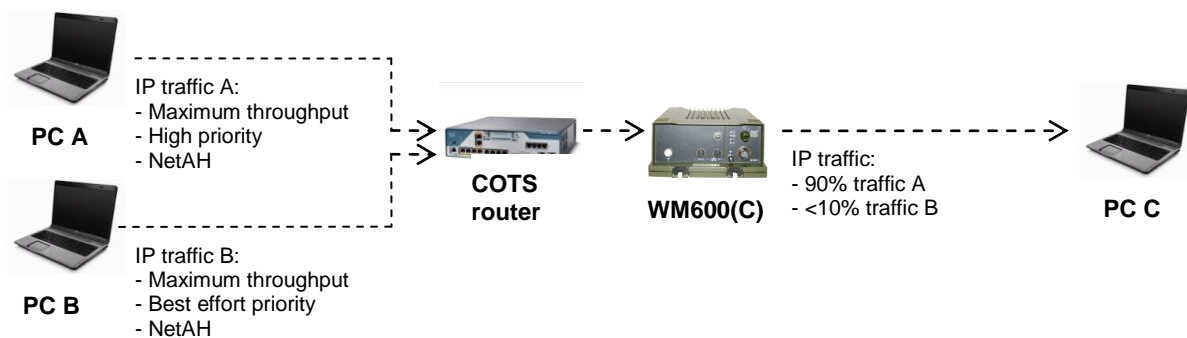 IP traffic A:
- Maximum throughput
- High priority
- NetAH
PC A
COTS
router
WM600(C)
IP traffic:
- 90% traffic A
- <10% traffic B
PC C
IP traffic B:
- Maximum throughput
- Best effort priority
- NetAH
PC B